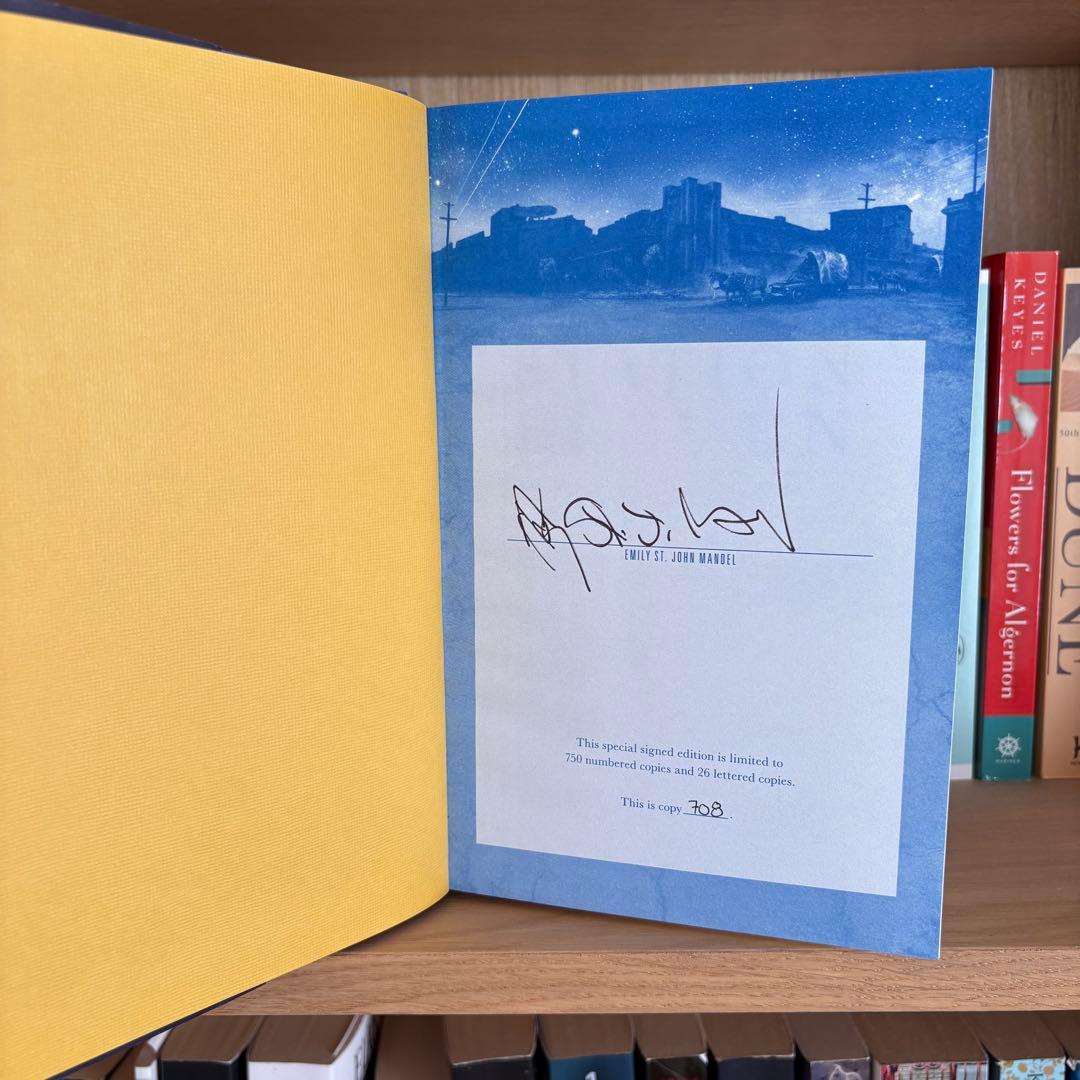 EMILY ST. JOHN MANDEL
This special signed edition is limited to
750 numbered copies and 26 lettered copies.
This is copy 708.
DANIEL KEYES
Flowers for Algernon
MARINER
DUNE